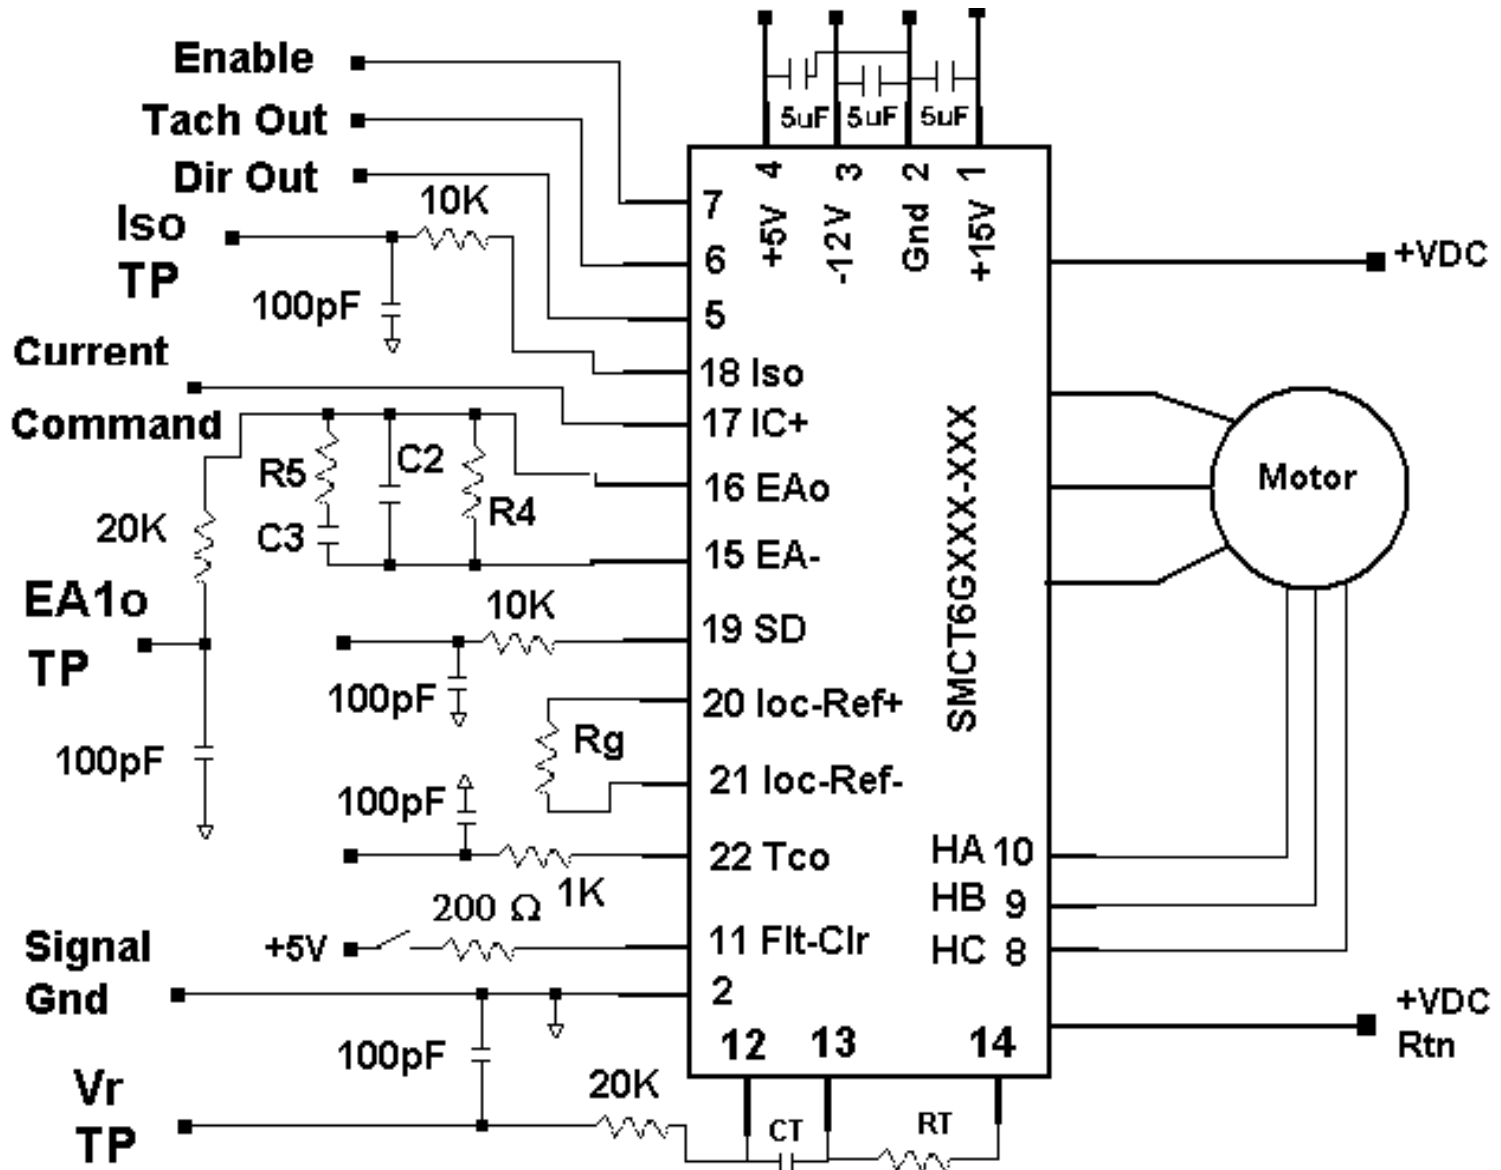 Enable
Tach Out
Dir Out
Iso
TP
10K
100pF
Current
Command
R5
C2
C3
R4
20K
EA1o
TP
100pF
10K
100pF
Rg
100pF
1K
200 Ω
+5V
Signal
Gnd
100pF
Vr
TP
20K
CT
RT
5uF 5uF 5uF
4 3 2 1
+5V -12V Gnd +15V
7
6
5
18 Iso
17 IC+
16 EAo
15 EA-
19 SD
20 Ioc-Ref+
21 Ioc-Ref-
22 Tco
11 Flt-Clr
2
12 13 14
SMCT6GXXX-XXX
HA 10
HB 9
HC 8
+VDC
Motor
+VDC
Rtn